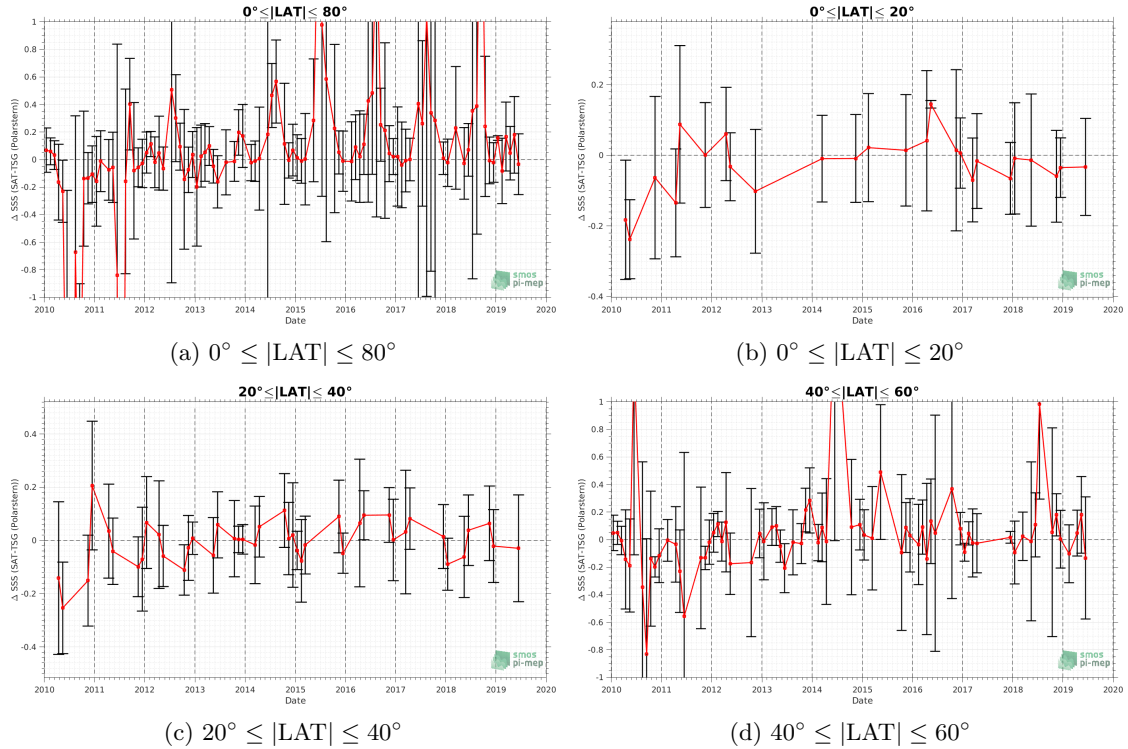 0°≤|LAT|≤ 80°
Δ SSS (SAT-TSG (Polarstern))
1
0.8
0.6
0.4
0.2
0
-0.2
-0.4
-0.6
-0.8
-1
2010 2011 2012 2013 2014 2015 2016 2017 2018 2019 2020
Date
smos
pi-mep
(a) 0° ≤ |LAT| ≤ 80°
0°≤|LAT|≤ 20°
Δ SSS (SAT-TSG (Polarstern))
0.2
0
-0.2
-0.4
2010 2011 2012 2013 2014 2015 2016 2017 2018 2019 2020
Date
smos
pi-mep
(b) 0° ≤ |LAT| ≤ 20°
20°≤|LAT|≤ 40°
Δ SSS (SAT-TSG (Polarstern))
0.4
0.2
0
-0.2
-0.4
2010 2011 2012 2013 2014 2015 2016 2017 2018 2019 2020
Date
smos
pi-mep
(c) 20° ≤ |LAT| ≤ 40°
40°≤|LAT|≤ 60°
Δ SSS (SAT-TSG (Polarstern))
1
0.8
0.6
0.4
0.2
0
-0.2
-0.4
-0.6
-0.8
-1
2010 2011 2012 2013 2014 2015 2016 2017 2018 2019 2020
Date
smos
pi-mep
(d) 40° ≤ |LAT| ≤ 60°